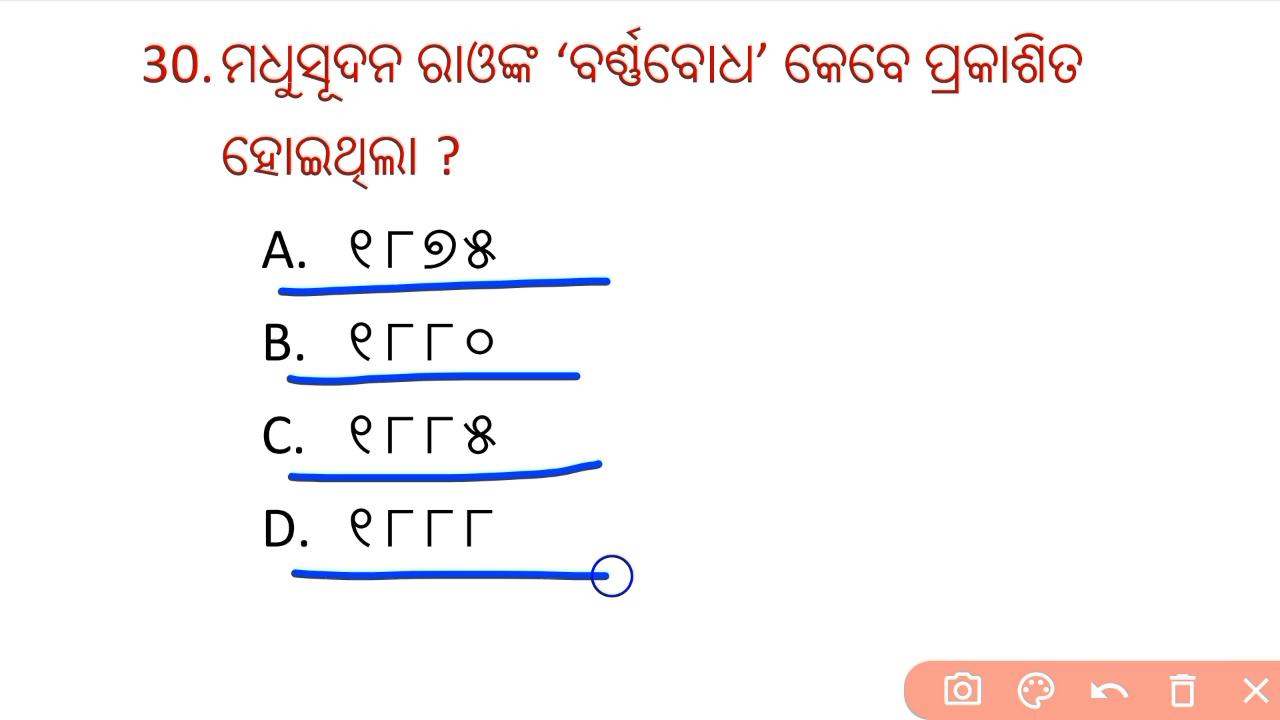 30. ମଧୁସୂଦନ ରାଓଙ୍କ ‘ବର୍ଣ୍ଣବୋଧ’ କେବେ ପ୍ରକାଶିତ
ହୋଇଥିଲା ?
A. ୧୮୭୫
B. ୧୮୮୦
C. ୧୮୮୫
D. ୧୮୮୮